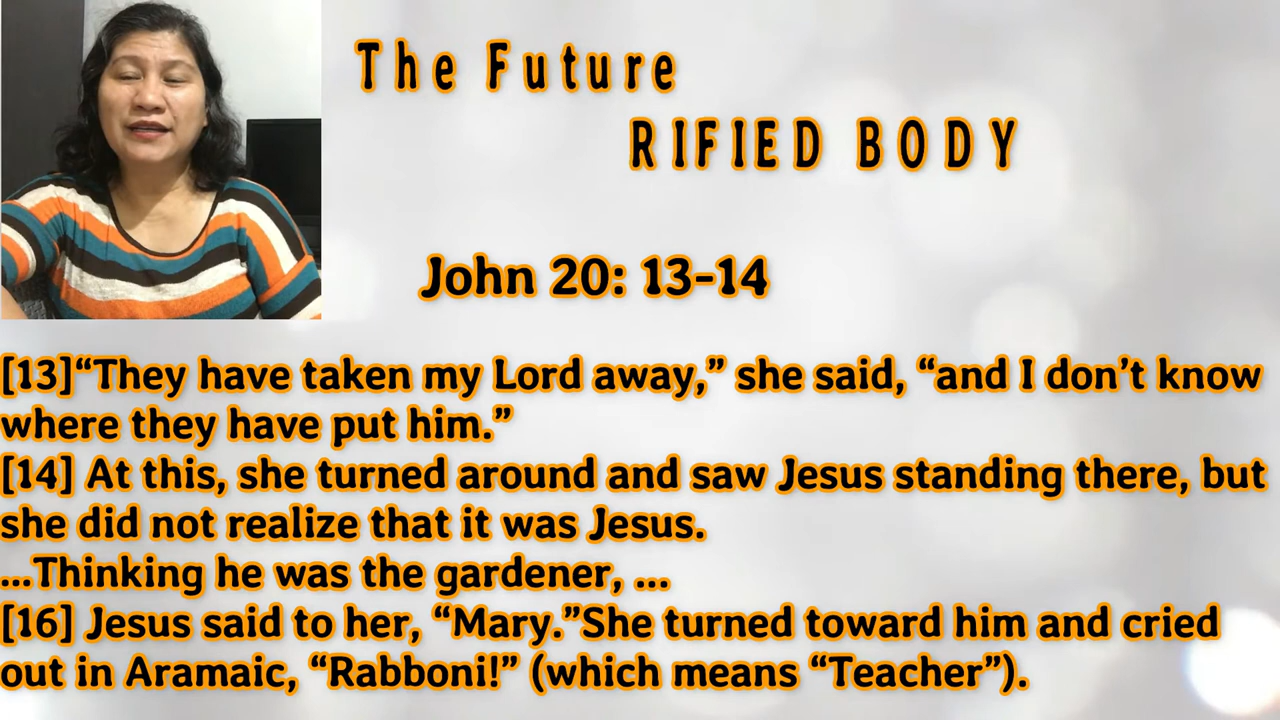 The Future
RIFIED BODY
John 20: 13-14
[13]“They have taken my Lord away,” she said, “and I don’t know
where they have put him.”
[14] At this, she turned around and saw Jesus standing there, but
she did not realize that it was Jesus.
...Thinking he was the gardener, ...
[16] Jesus said to her, “Mary.”She turned toward him and cried
out in Aramaic, “Rabboni!” (which means “Teacher”).